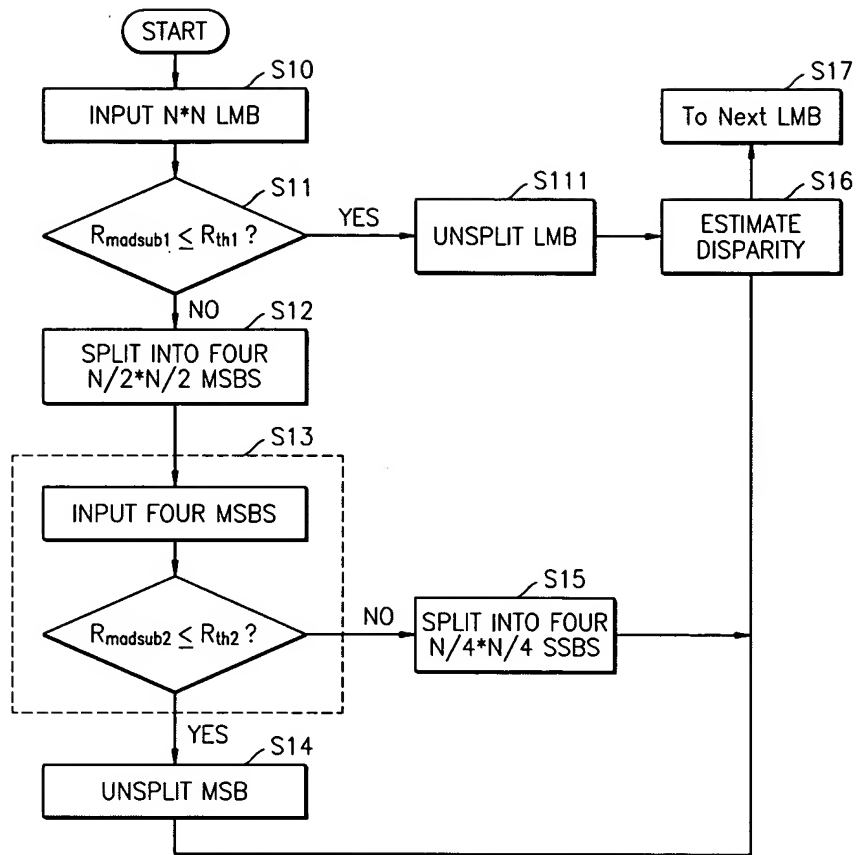 START
S10
INPUT N*N LMB
S17
To Next LMB
S11
Rmadsub1 ≤ Rth1 ?
YES
S111
UNSPLIT LMB
S16
ESTIMATE
DISPARITY
NO
S12
SPLIT INTO FOUR
N/2*N/2 MSBS
S13
INPUT FOUR MSBS
Rmadsub2 ≤ Rth2 ?
NO
S15
SPLIT INTO FOUR
N/4*N/4 SSBS
YES
S14
UNSPLIT MSB